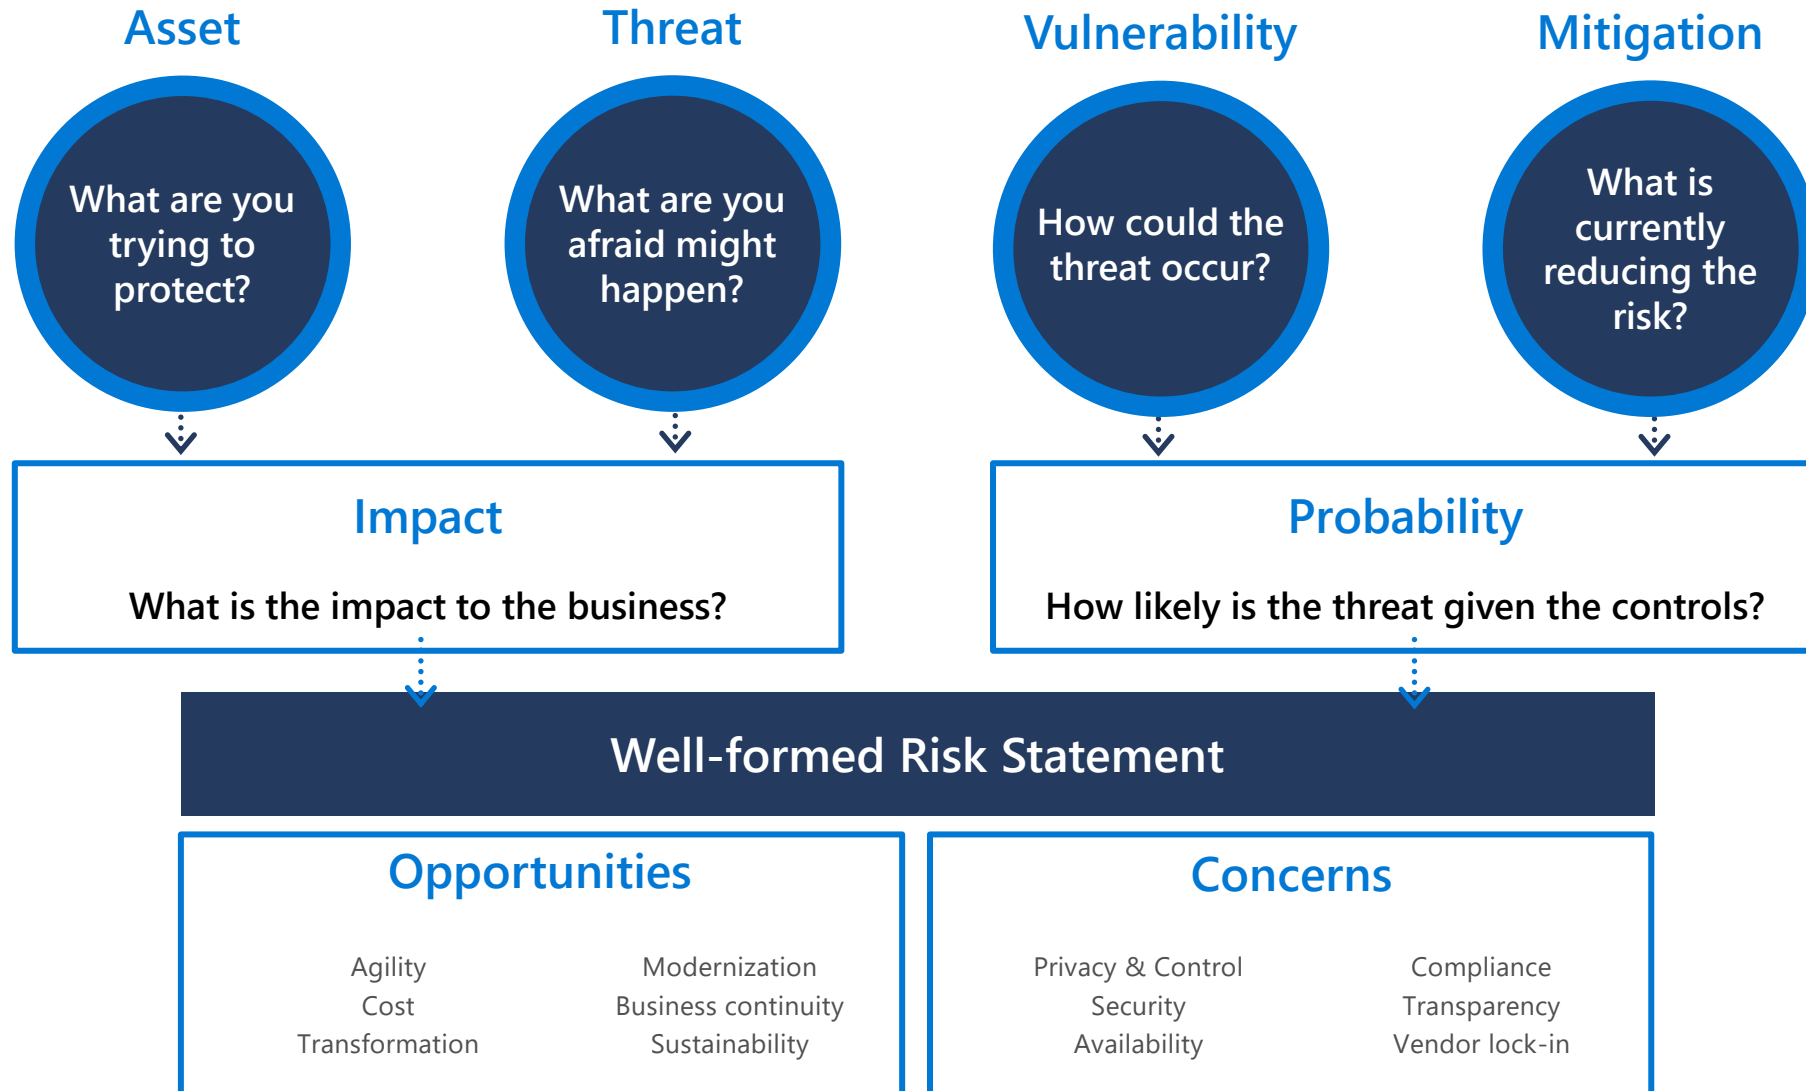 Asset
Threat
Vulnerability
Mitigation
What are you
trying to
protect?
What are you
afraid might
happen?
How could the
threat occur?
What is
currently
reducing the
risk?
Impact
What is the impact to the business?
Probability
How likely is the threat given the controls?
Well-formed Risk Statement
Opportunities
Agility
Cost
Transformation
Modernization
Business continuity
Sustainability
Concerns
Privacy & Control
Security
Availability
Compliance
Transparency
Vendor lock-in